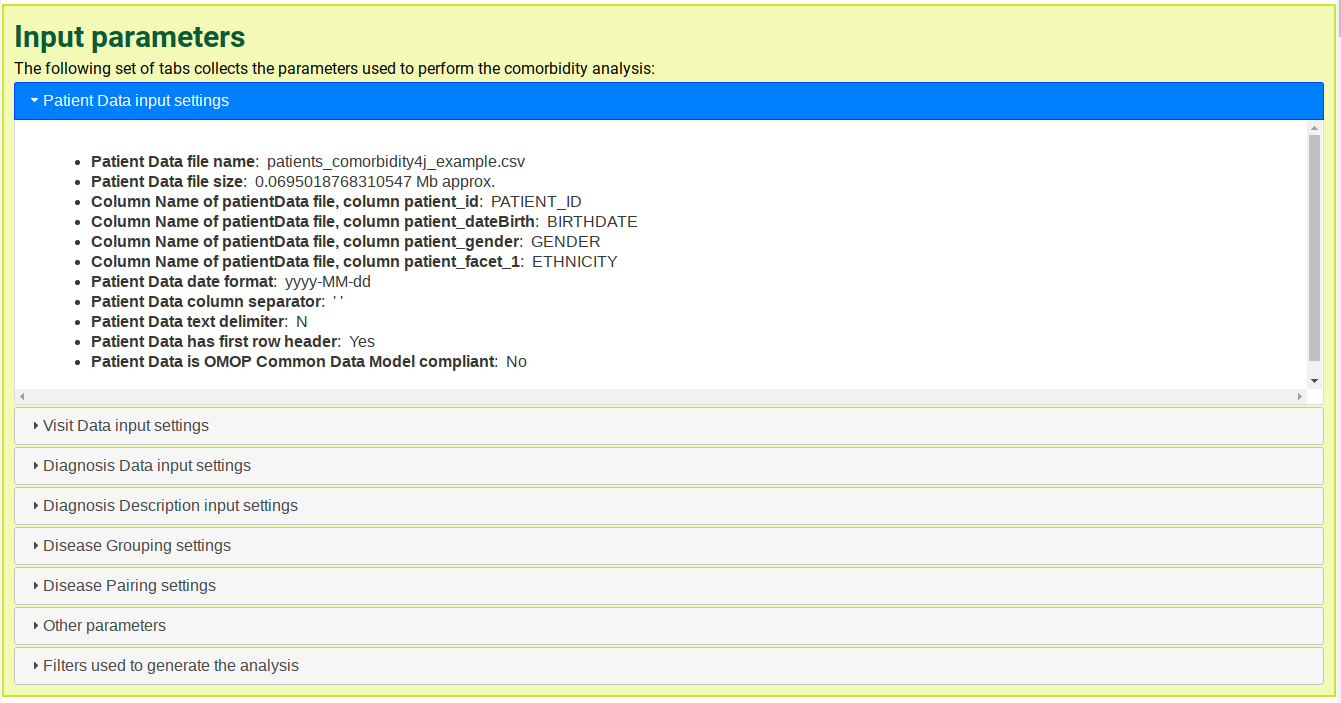 Input parameters
The following set of tabs collects the parameters used to perform the comorbidity analysis:
Patient Data input settings
Patient Data file name: patients_comorbidity4j_example.csv
Patient Data file size: 0.0695018768310547 Mb approx.
Column Name of patientData file, column patient_id: PATIENT_ID
Column Name of patientData file, column patient_dateBirth: BIRTHDATE
Column Name of patientData file, column patient_gender: GENDER
Column Name of patientData file, column patient_facet_1: ETHNICITY
Patient Data date format: yyyy-MM-dd
Patient Data column separator: ' '
Patient Data text delimiter: N
Patient Data has first row header: Yes
Patient Data is OMOP Common Data Model compliant: No
Visit Data input settings
Diagnosis Data input settings
Diagnosis Description input settings
Disease Grouping settings
Disease Pairing settings
Other parameters
Filters used to generate the analysis